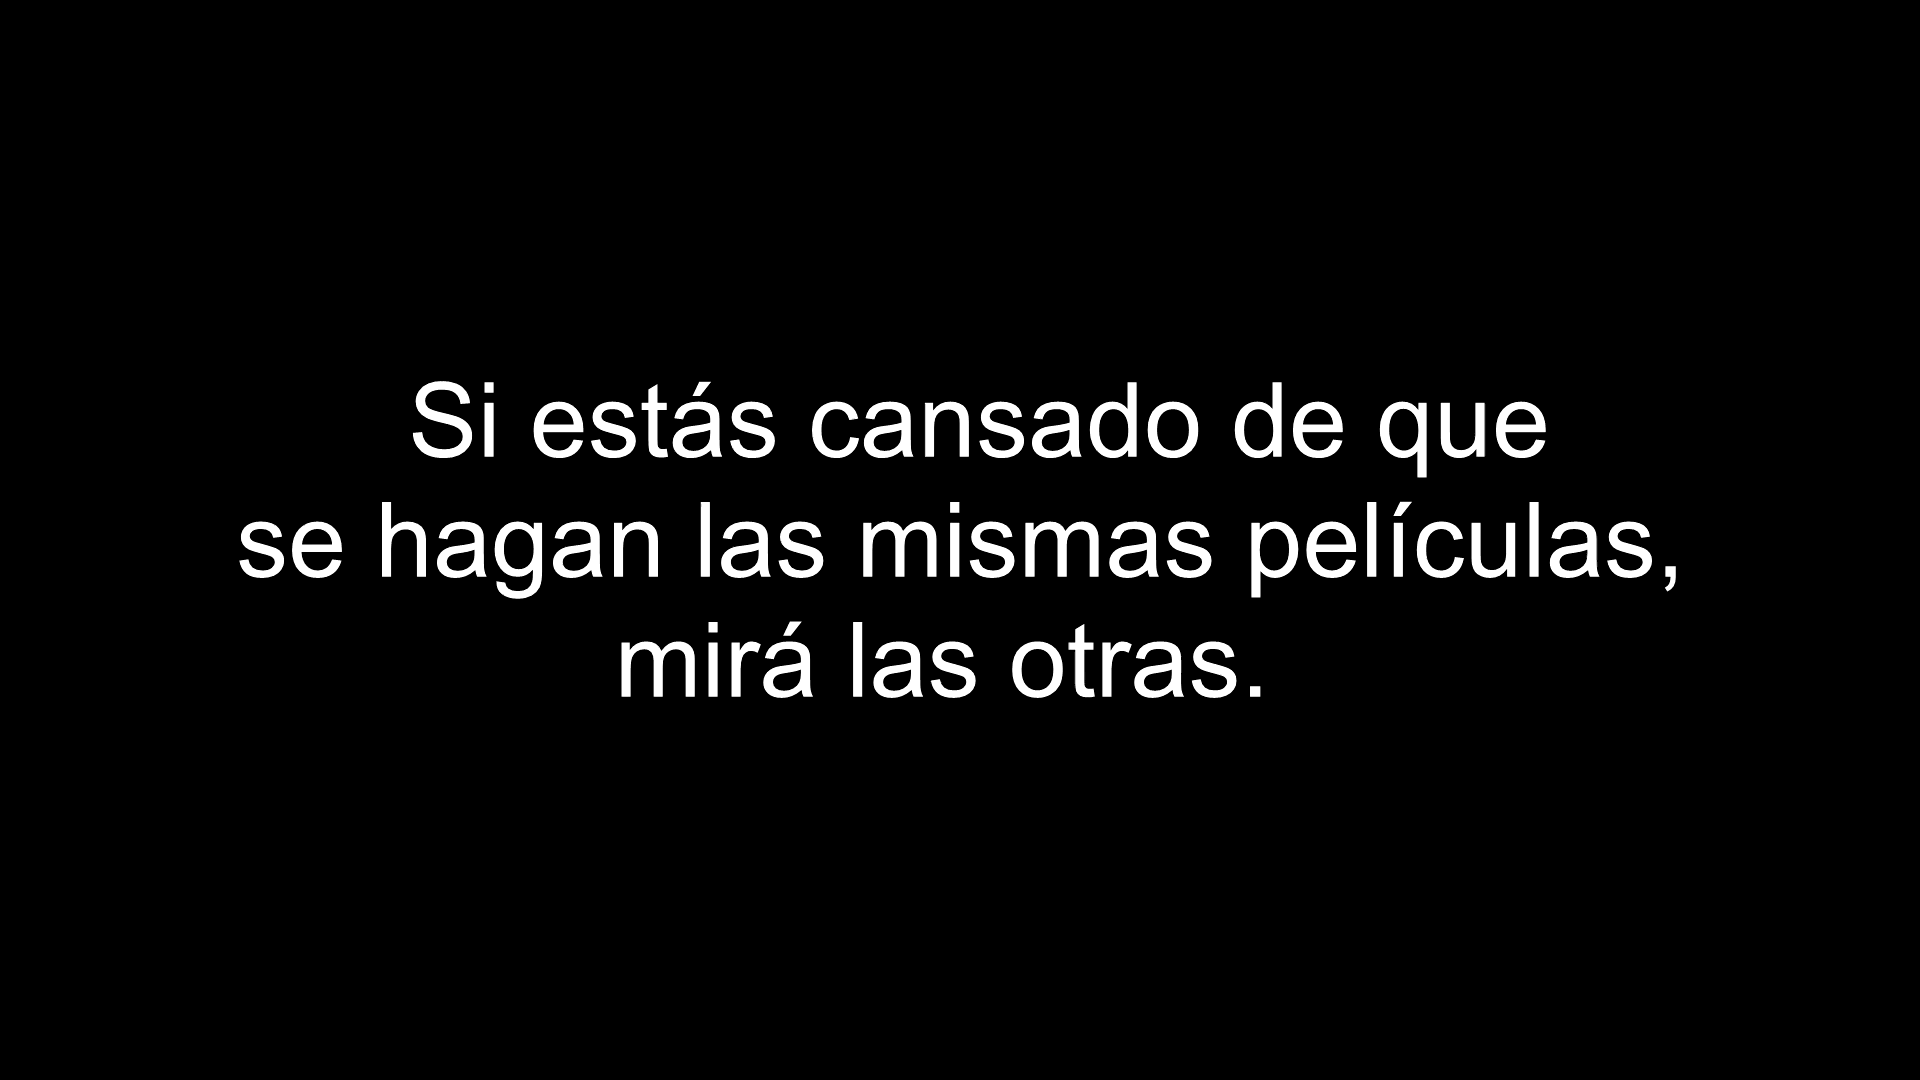 Si estás cansado de que
se hagan las mismas películas,
mirá las otras.